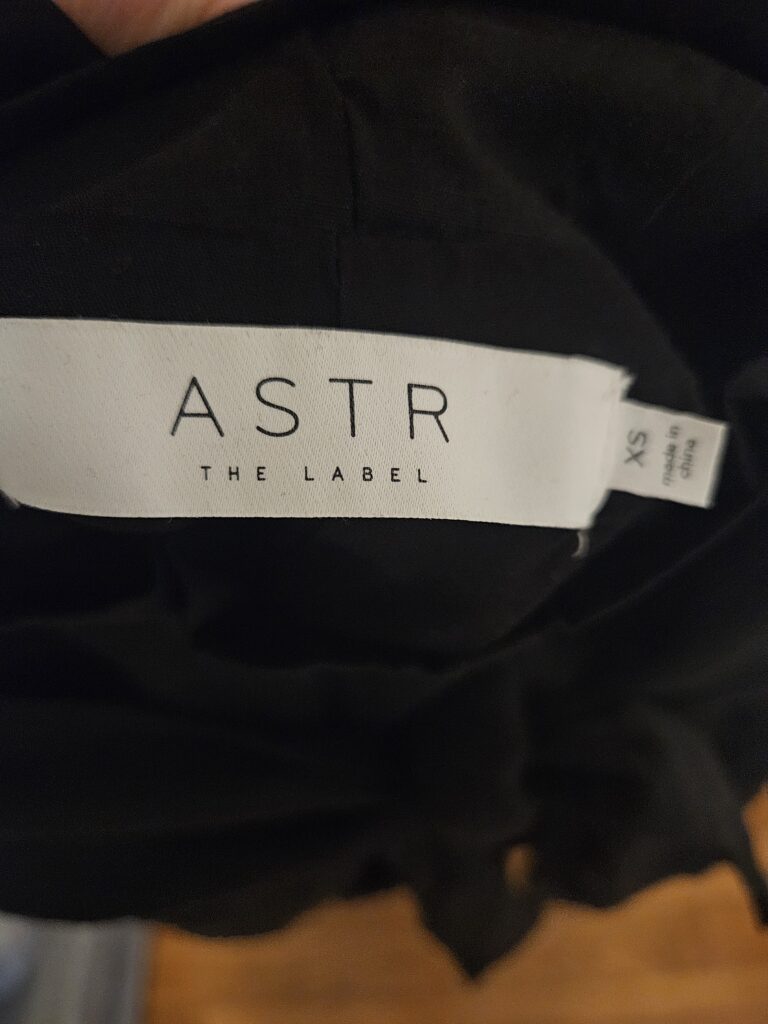 ASTR
THE LABEL
XS
made in
china